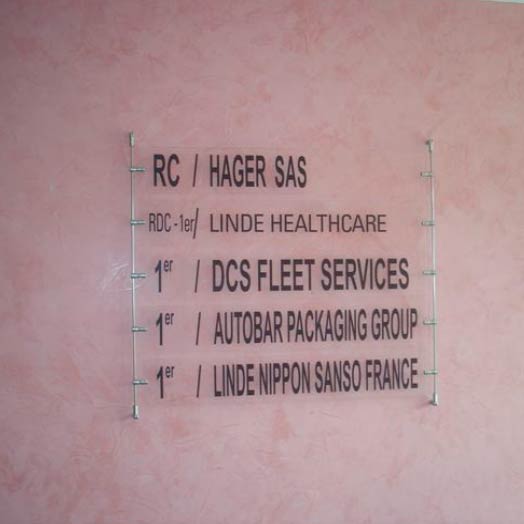 RC / HAGER SAS
RDC - 1er/ LINDE HEALTHCARE
1er / DCS FLEET SERVICES
1er / AUTOBAR PACKAGING GROUP
1er / LINDE NIPPON SANSO FRANCE